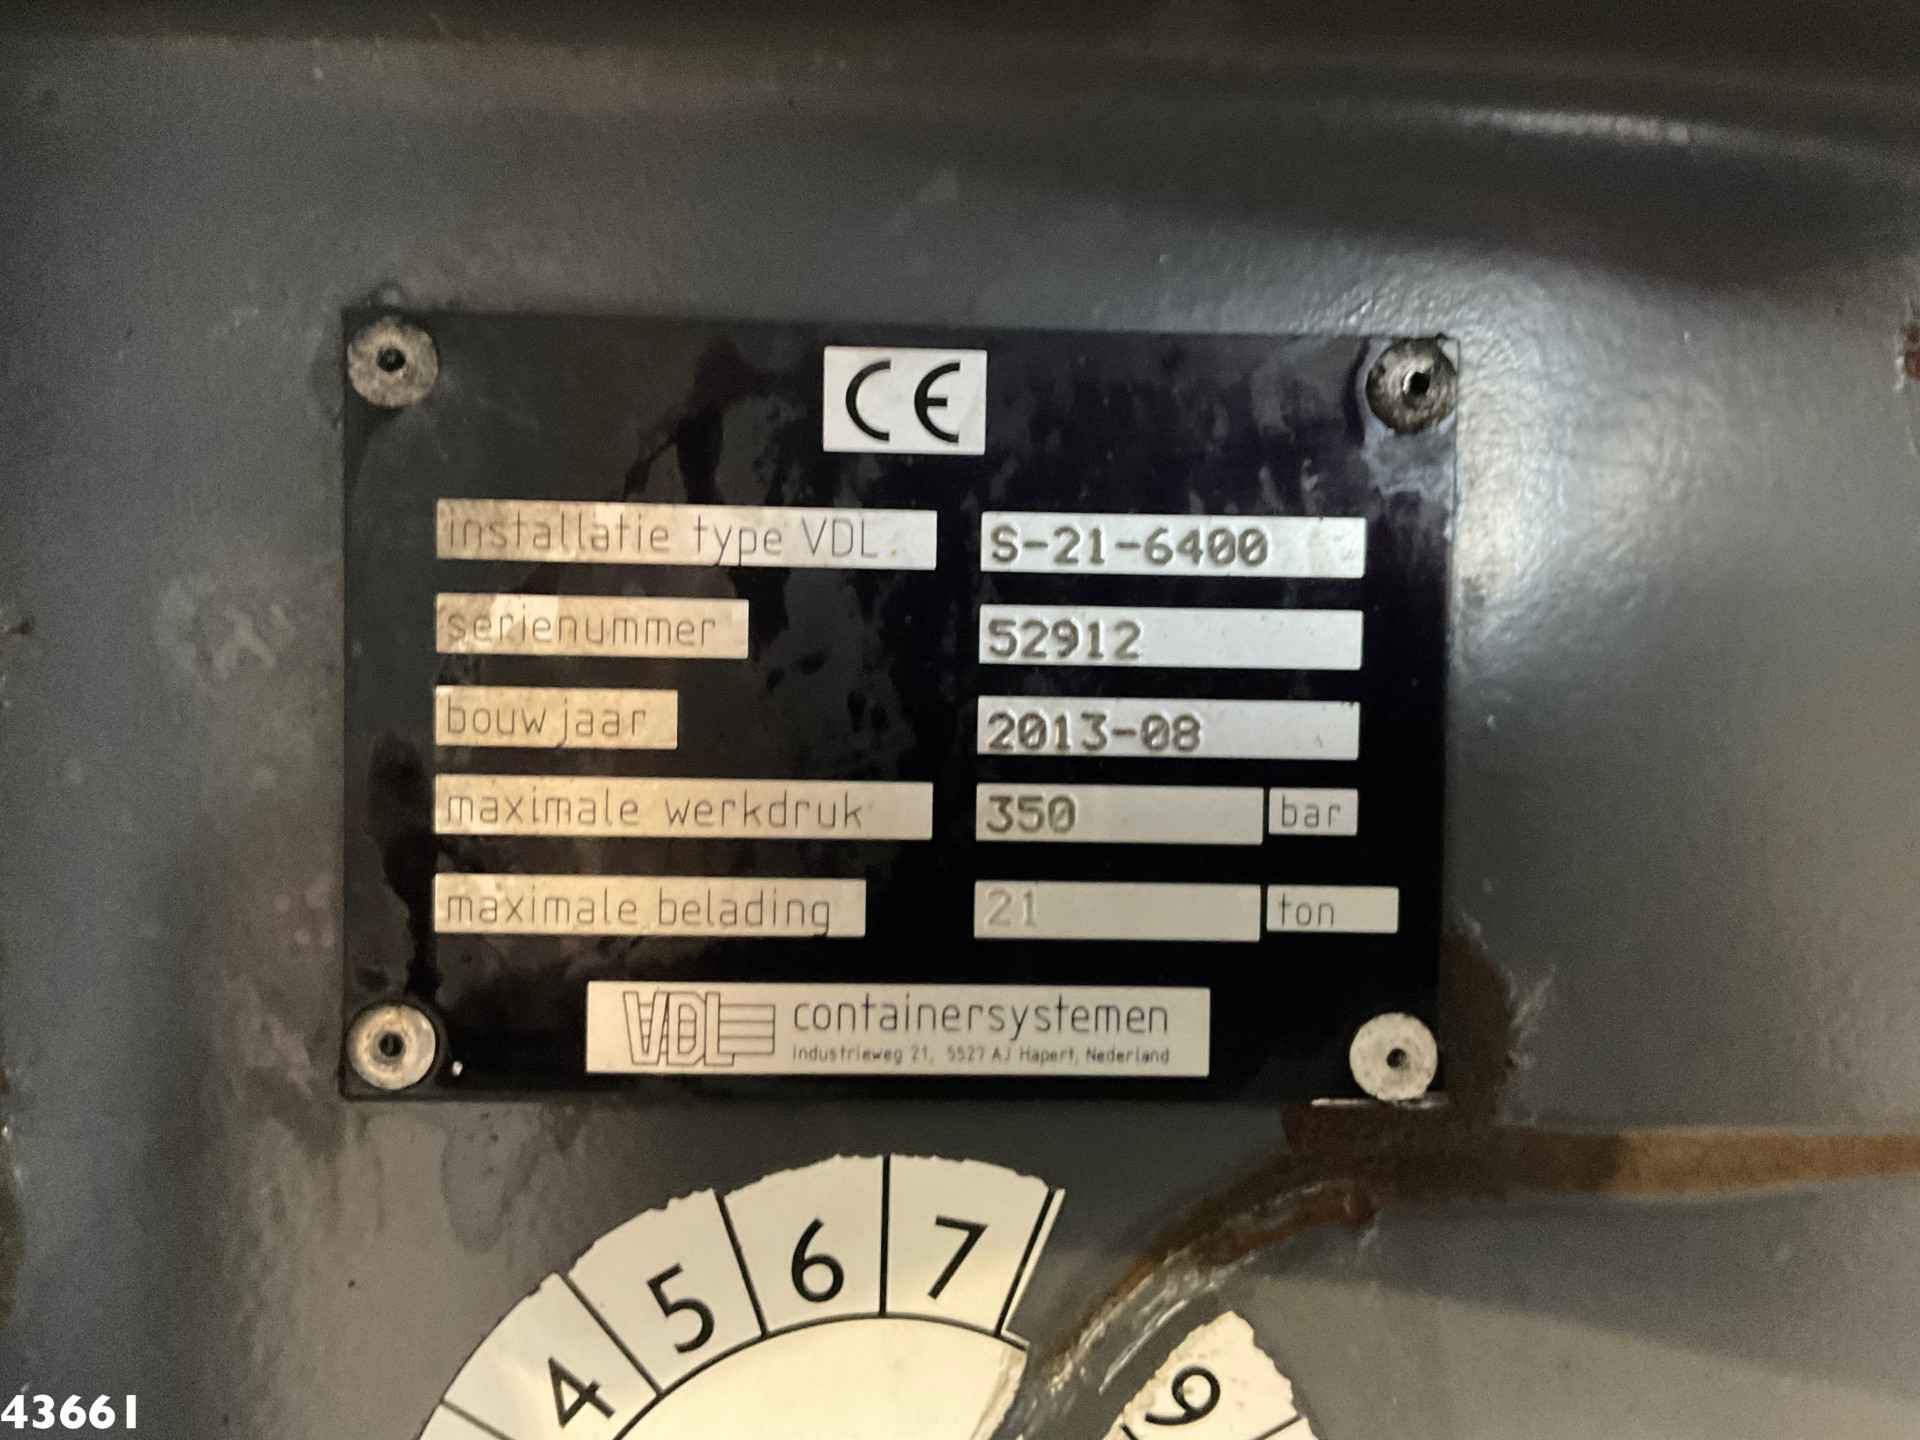 CE
installatie type VDL S-21-6400
serienummer 52912
bouwjaar 2013-08
maximale werkdruk 350 bar
maximale belading 21 ton
VDL containersystemen
Industrieweg 21, 5527 AJ Hapert, Nederland
4 5 6 7 9
43661